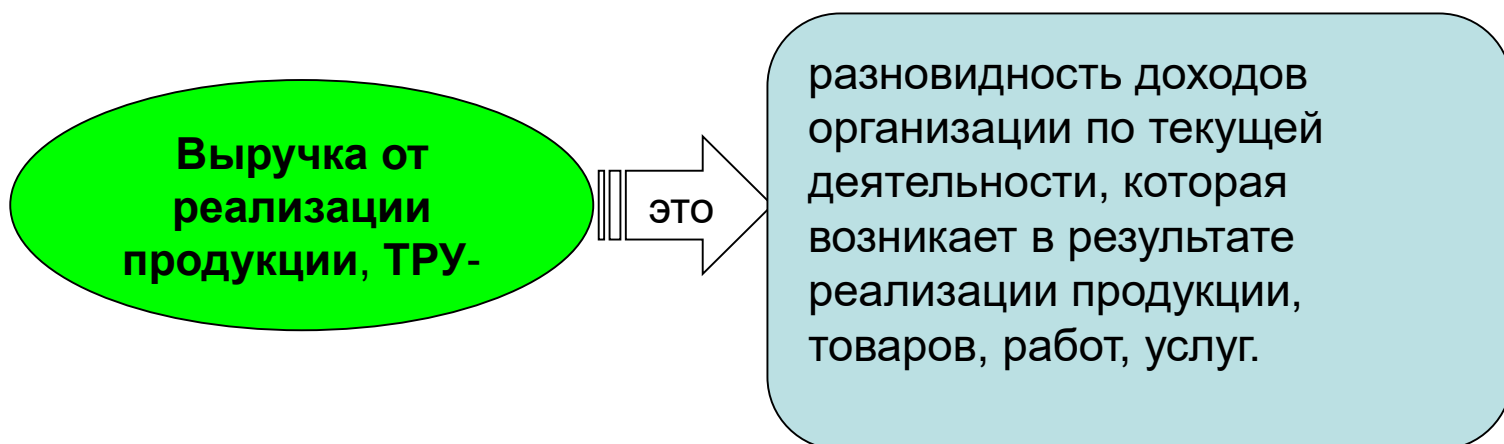 Выручка от
реализации
продукции, ТРУ-
это
разновидность доходов
организации по текущей
деятельности, которая
возникает в результате
реализации продукции,
товаров, работ, услуг.